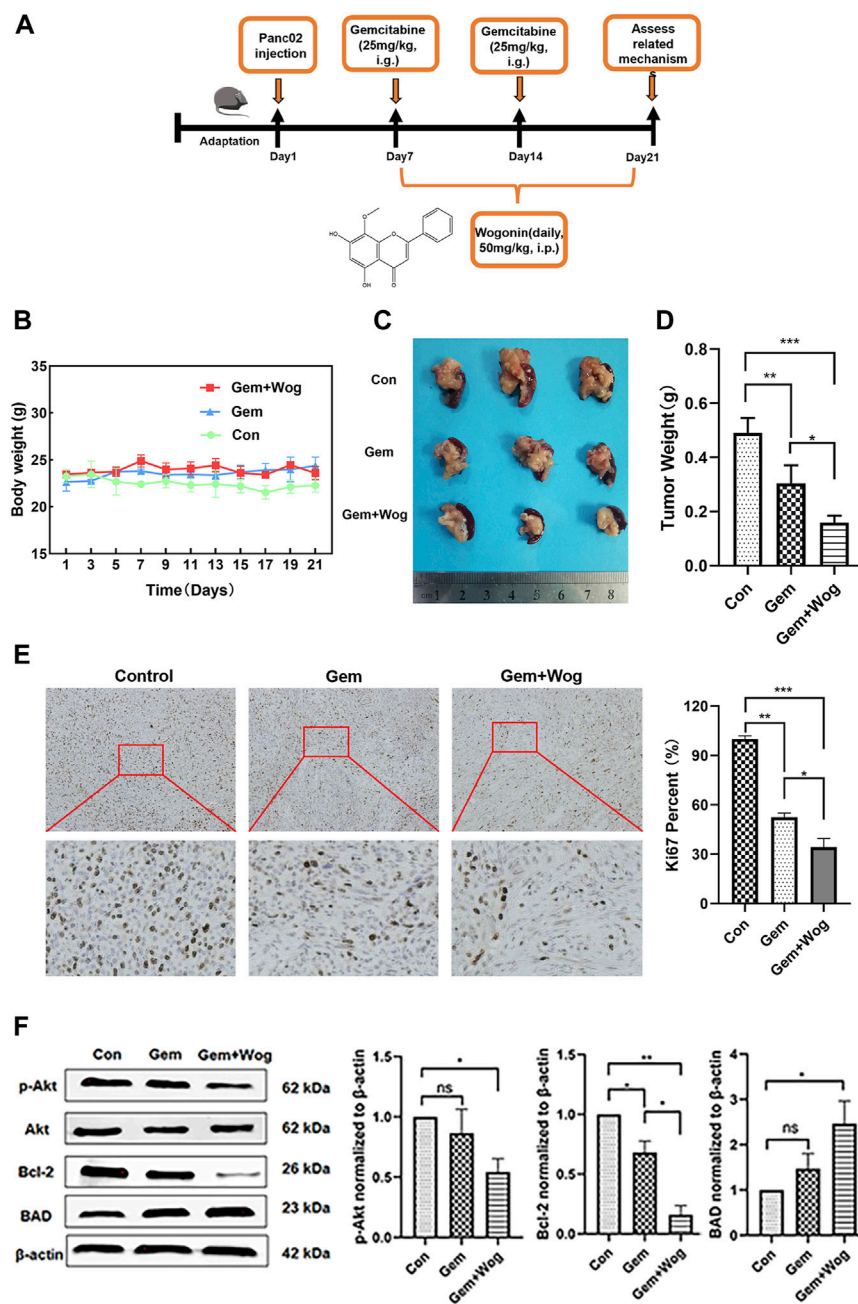 A
Panc02
injection
Gemcitabine
(25mg/kg,
i.g.)
Gemcitabine
(25mg/kg,
i.g.)
Assess
related
mechanism
s
Adaptation
Day1
Day7
Day14
Day21
Wogonin(daily,
50mg/kg, i.p.)
HO
O
O
OH
O
B
Body weight (g)
35
30
25
20
15
Gem+Wog
Gem
Con
1 3 5 7 9 11 13 15 17 19 21
Time(Days)
C
Con
Gem
Gem+Wog
cm 1 2 3 4 5 6 7 8
D
Tumor Weight(g)
0.8
0.6
0.4
0.2
0.0
***
**
*
Con
Gem
Gem+Wog
E
Control
Gem
Gem+Wog
Ki67 Percent (%)
120
90
60
30
0
***
**
*
Con
Gem
Gem+Wog
F
Con Gem Gem+Wog
p-Akt 62 kDa
Akt 62 kDa
Bcl-2 26 kDa
BAD 23 kDa
β-actin 42 kDa
p-Akt normalized to β-actin
1.5
1.0
0.5
0.0
*
ns
Con
Gem
Gem+Wog
Bcl-2 normalized to β-actin
1.5
1.0
0.5
0.0
**
*
*
Con
Gem
Gem+Wog
BAD normalized to β-actin
4
3
2
1
0
*
ns
Con
Gem
Gem+Wog